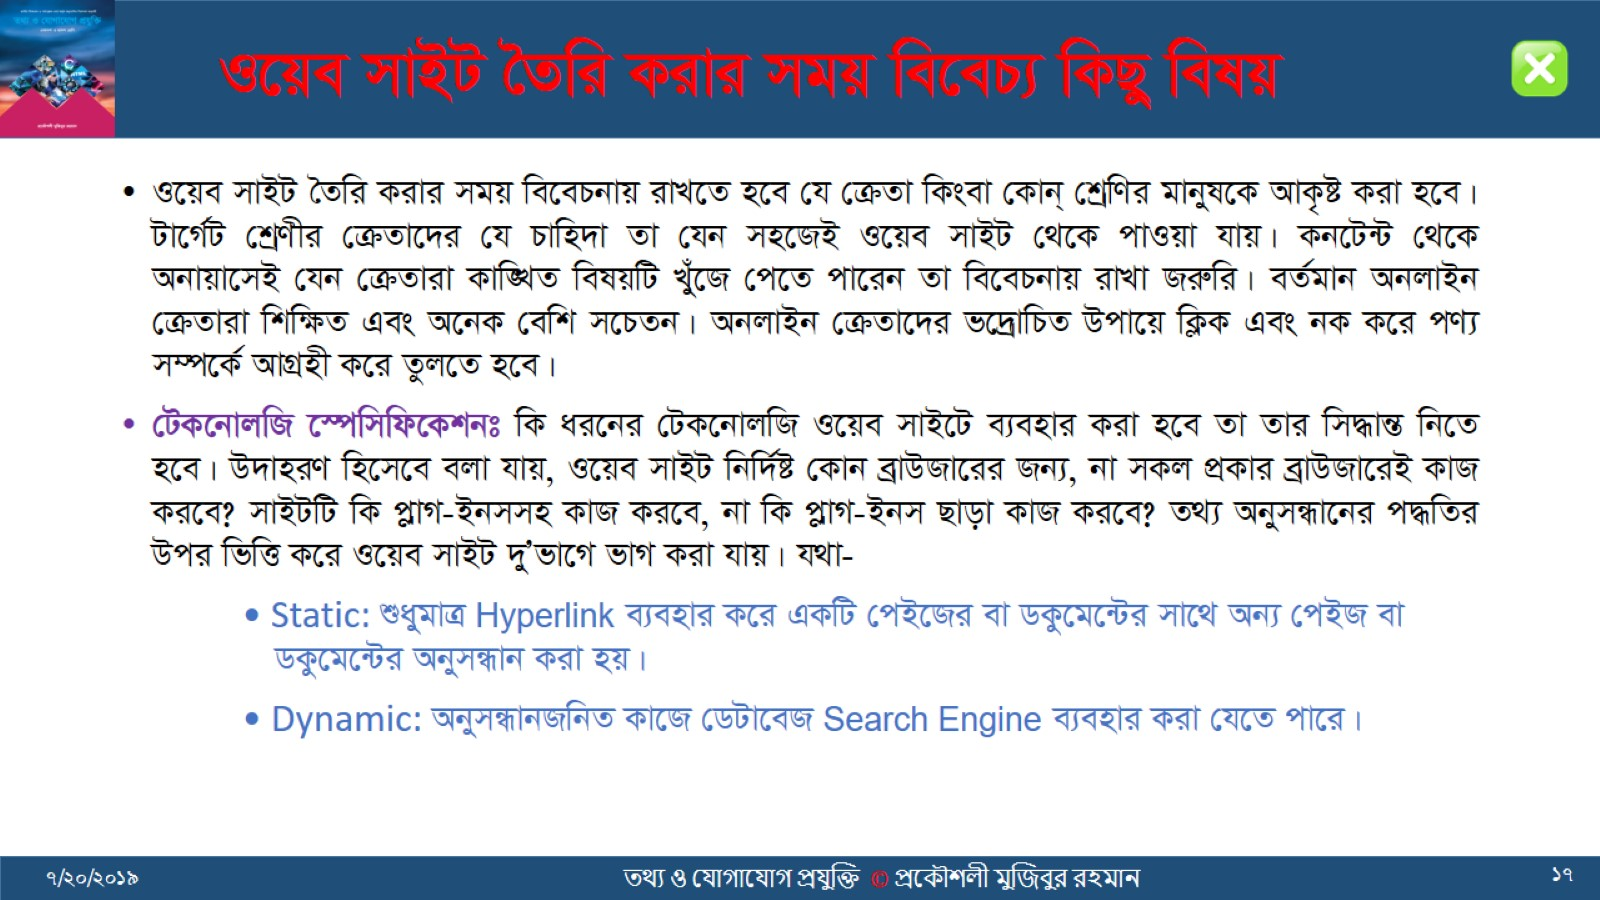 তথ্য ও যোগাযোগ প্রযুক্তি
ওয়েব সাইট তৈরি করার সময় বিবেচ্য কিছু বিষয়
• ওয়েব সাইট তৈরি করার সময় বিবেচনায় রাখতে হবে যে ক্রেতা কিংবা কোন্ শ্রেণির মানুষকে আকৃষ্ট করা হবে।
টার্গেট শ্রেণীর ক্রেতাদের যে চাহিদা তা যেন সহজেই ওয়েব সাইট থেকে পাওয়া যায়। কনটেন্ট থেকে
অনায়াসেই যেন ক্রেতারা কাঙ্খিত বিষয়টি খুঁজে পেতে পারেন তা বিবেচনায় রাখা জরুরি। বর্তমান অনলাইন
ক্রেতারা শিক্ষিত এবং অনেক বেশি সচেতন। অনলাইন ক্রেতাদের ভদ্রোচিত উপায়ে ক্লিক এবং নক করে পণ্য
সম্পর্কে আগ্রহী করে তুলতে হবে।
• টেকনোলজি স্পেসিফিকেশনঃ কি ধরনের টেকনোলজি ওয়েব সাইটে ব্যবহার করা হবে তা তার সিদ্ধান্ত নিতে
হবে। উদাহরণ হিসেবে বলা যায়, ওয়েব সাইট নির্দিষ্ট কোন ব্রাউজারের জন্য, না সকল প্রকার ব্রাউজারেই কাজ
করবে? সাইটটি কি প্লাগ-ইনসসহ কাজ করবে, না কি প্লাগ-ইনস ছাড়া কাজ করবে? তথ্য অনুসন্ধানের পদ্ধতির
উপর ভিত্তি করে ওয়েব সাইট দু’ভাগে ভাগ করা যায়। যথা-
• Static: শুধুমাত্র Hyperlink ব্যবহার করে একটি পেইজের বা ডকুমেন্টের সাথে অন্য পেইজ বা
ডকুমেন্টের অনুসন্ধান করা হয়।
• Dynamic: অনুসন্ধানজনিত কাজে ডেটাবেজ Search Engine ব্যবহার করা যেতে পারে।
৭/২০/২০১৯
তথ্য ও যোগাযোগ প্রযুক্তি © প্রকৌশলী মুজিবুর রহমান
১৭